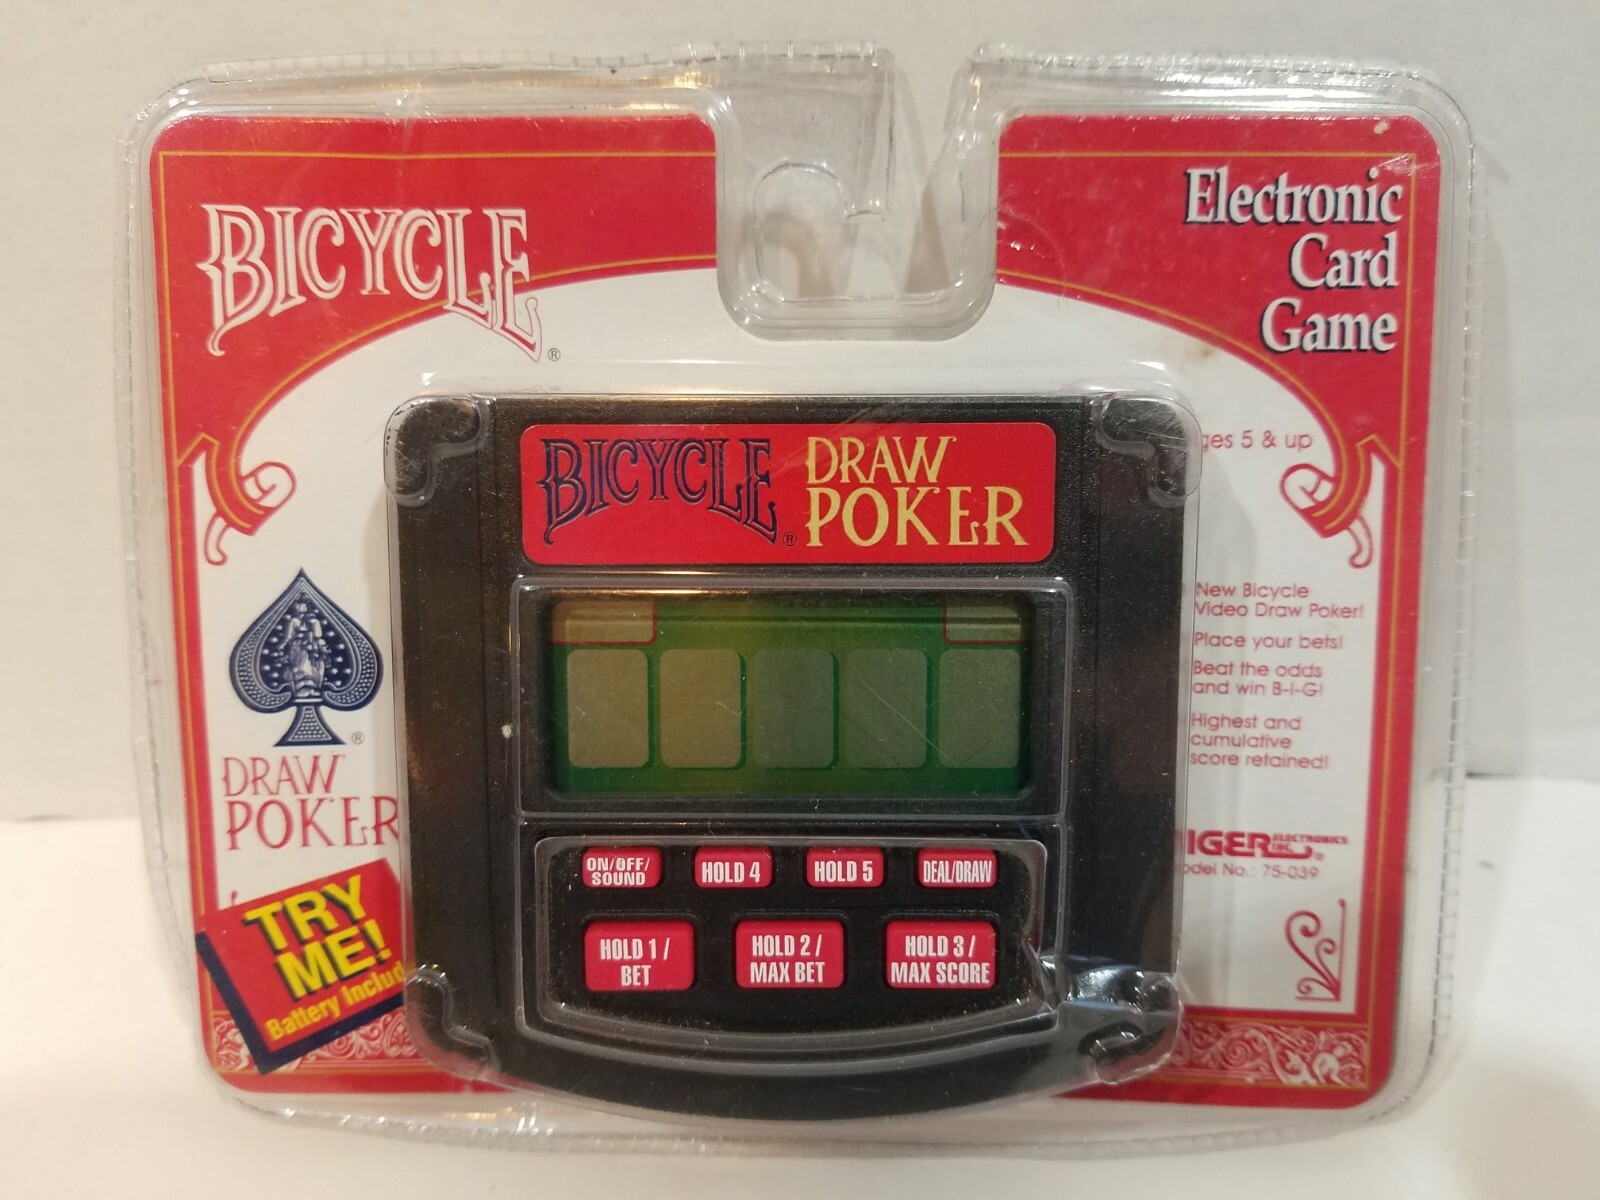 BICYCLE®
Electronic
Card
Game
BICYCLE®
DRAW
POKER
ges 5 & up
New Bicycle
Video Draw Poker!
Place your bets!
Beat the odds
and win B-I-G!
Highest and
cumulative
score retained!
®
DRAW
POKER
TIGER ELECTRONICS
INC.®
odel No.: 75-039
TRY
ME!
Battery Includ
ON/OFF/
SOUND
HOLD 4
HOLD 5
DEAL/DRAW
HOLD 1 /
BET
HOLD 2 /
MAX BET
HOLD 3 /
MAX SCORE